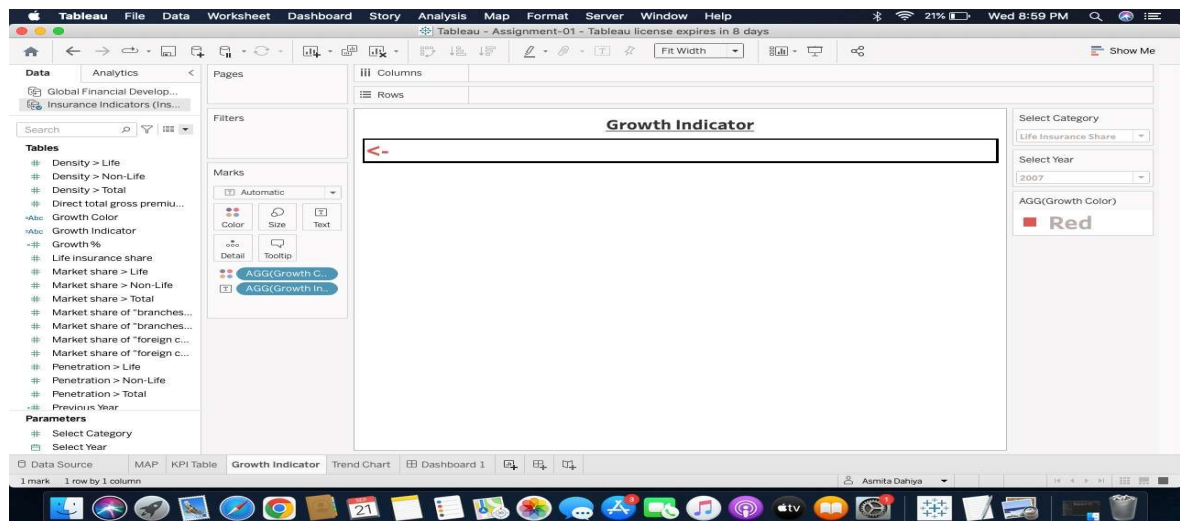 Tableau File Data Worksheet Dashboard Story Analysis Map Format Server Window Help 21% Wed 8:59 PM
Tableau - Assignment-01 - Tableau license expires in 8 days
Fit Width Show Me
Data Analytics < Pages iii Columns
Global Financial Develop...
Insurance Indicators (Ins... Rows
Search
Filters Growth Indicator Select Category
Life Insurance Share
<-
Select Year
2007
Tables
Density > Life
Density > Non-Life
Density > Total
Direct total gross premiu...
Abc Growth Color
Abc Growth Indicator
Growth %
Life insurance share
Market share > Life
Market share > Non-Life
Market share > Total
Market share of "branches...
Market share of "branches...
Market share of "foreign c...
Market share of "foreign c...
Penetration > Life
Penetration > Non-Life
Penetration > Total
Previous Year
Parameters
Select Category
Select Year
Marks
Automatic
Color Size Text
Detail Tooltip
AGG(Growth C..
AGG(Growth In..
AGG(Growth Color)
Red
Data Source MAP KPI Table Growth Indicator Trend Chart Dashboard 1
1 mark 1 row by 1 column Asmita Dahiya
SEP
21
3
tv
1